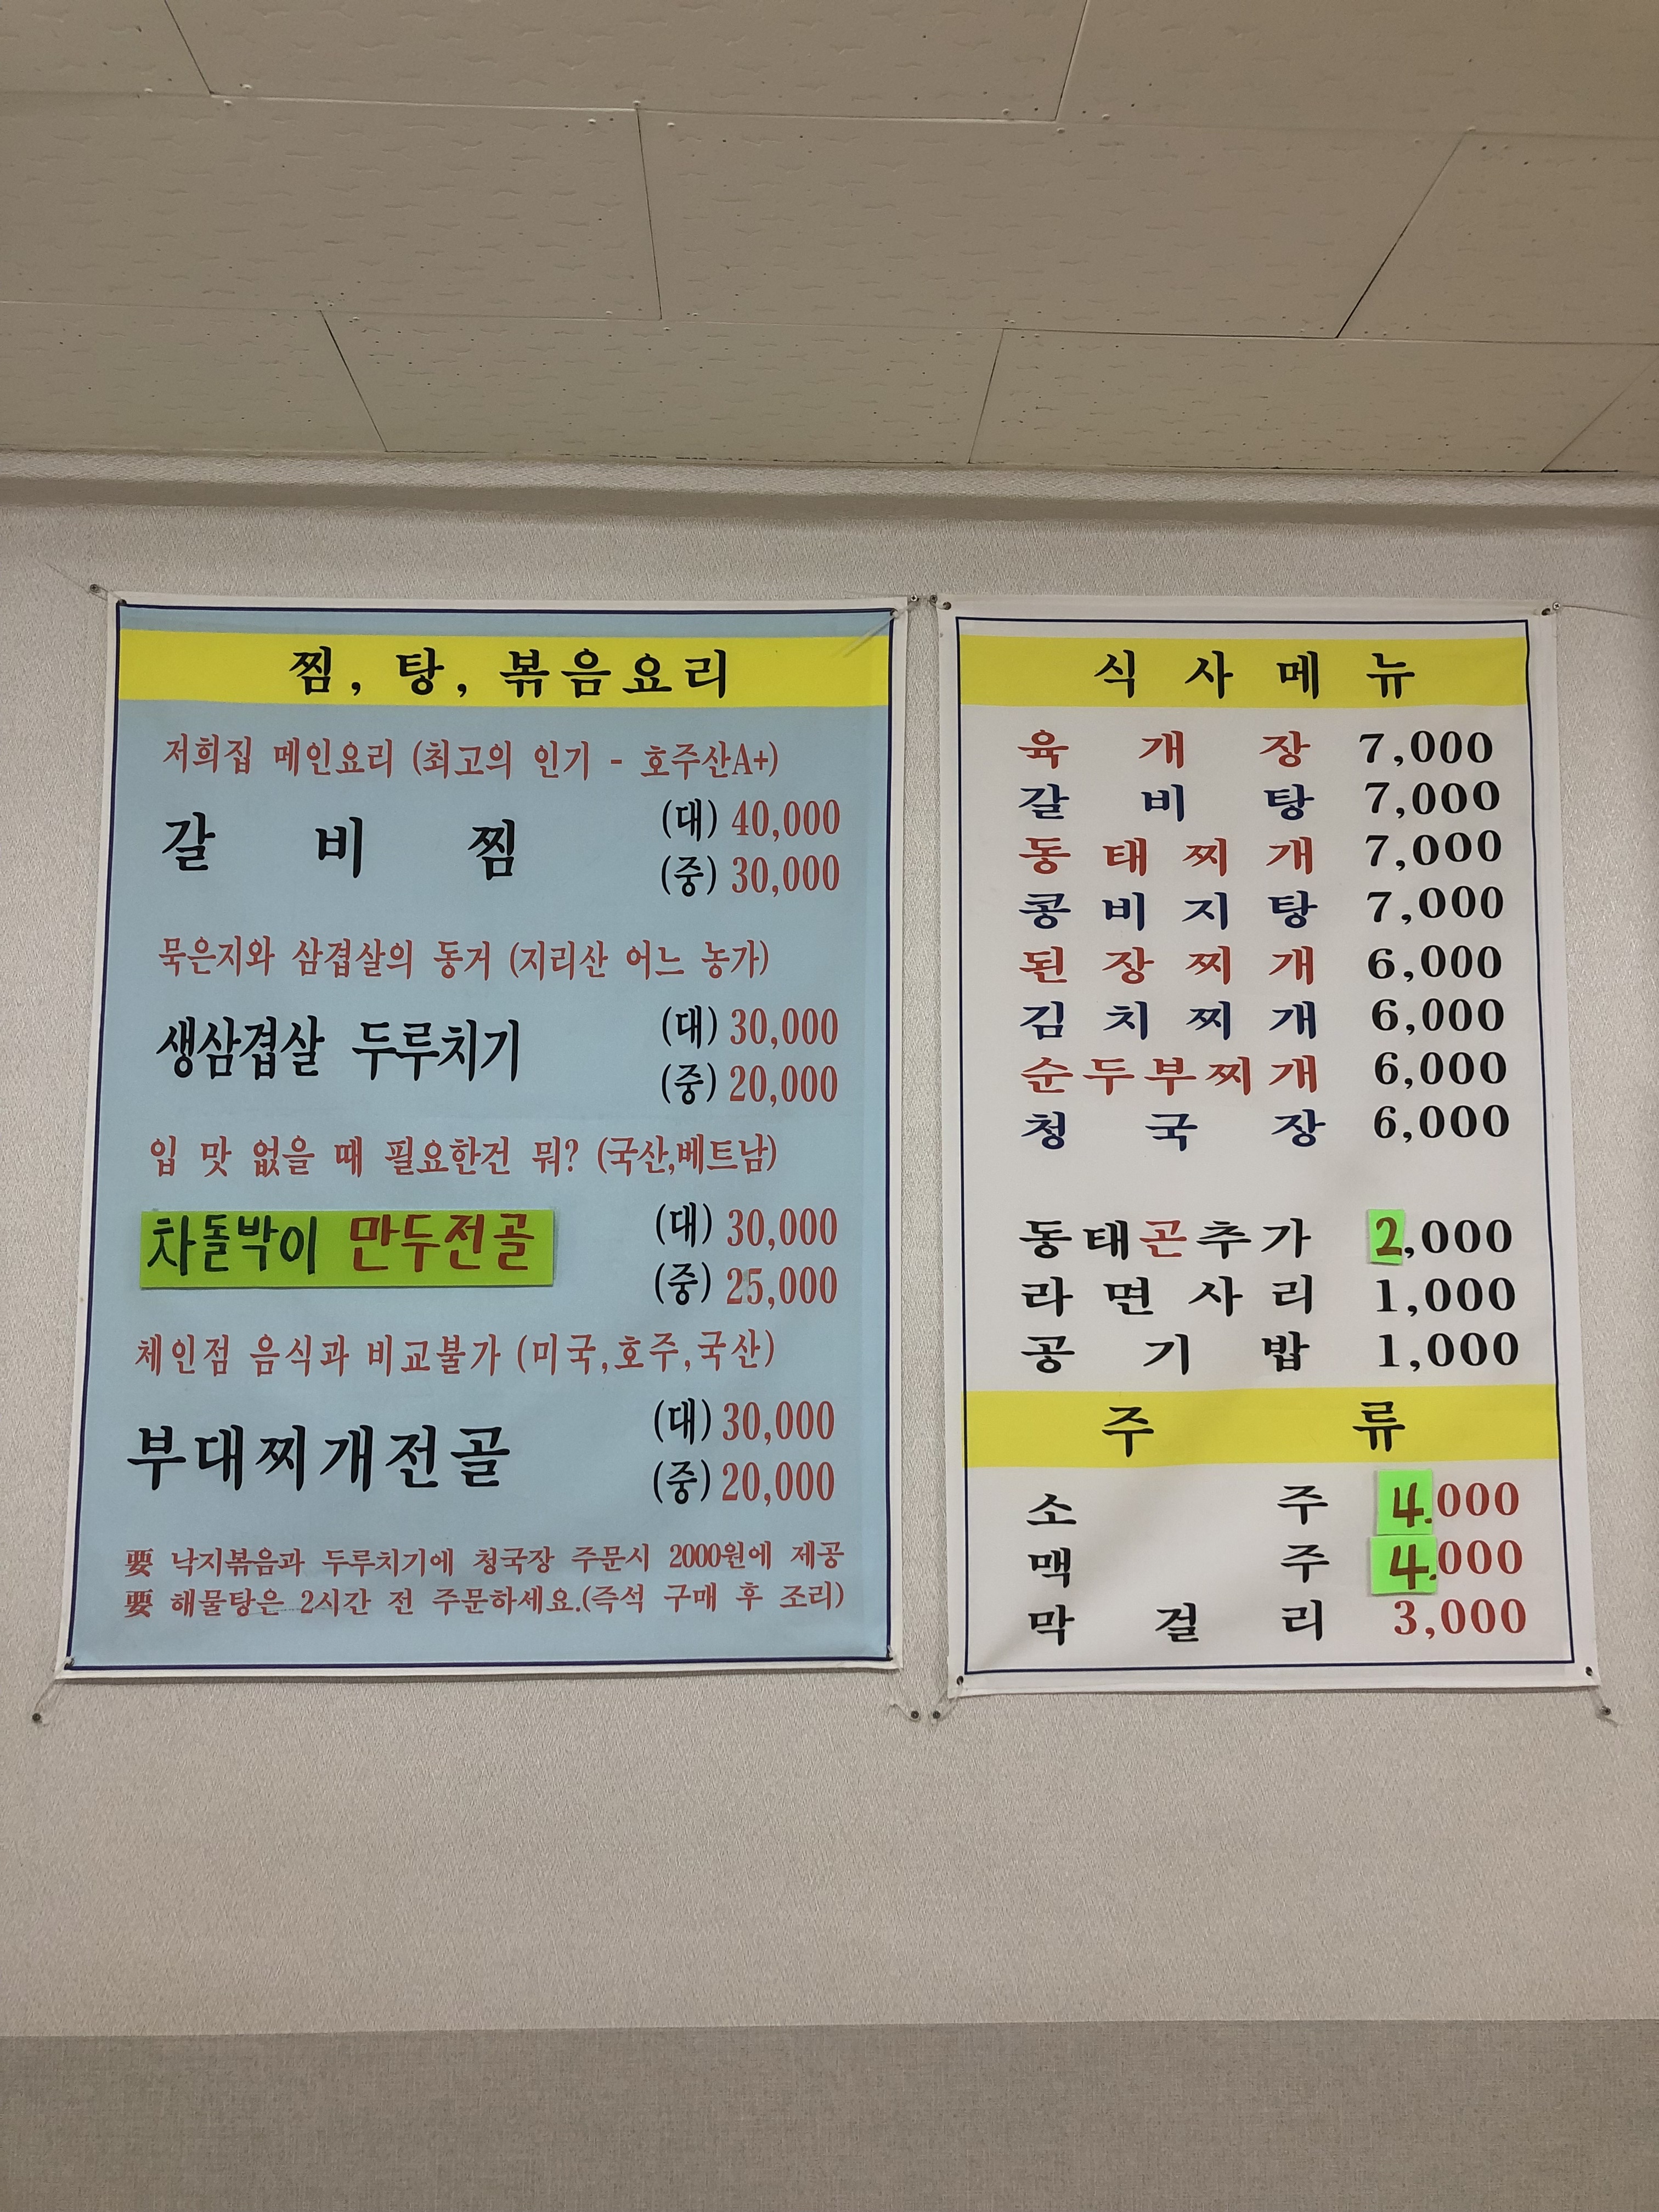 찜, 탕, 볶음요리
저희집 메인요리 (최고의 인기 - 호주산A+)
갈비찜 (대) 40,000
(중) 30,000
묵은지와 삼겹살의 동거 (지리산 어느 농가)
생삼겹살 두루치기 (대) 30,000
(중) 20,000
입 맛 없을 때 필요한건 뭐? (국산,베트남)
차돌박이 만두전골 (대) 30,000
(중) 25,000
체인점 음식과 비교불가 (미국,호주,국산)
부대찌개전골 (대) 30,000
(중) 20,000
要 낙지볶음과 두루치기에 청국장 주문시 2000원에 제공
要 해물탕은 2시간 전 주문하세요.(즉석 구매 후 조리)
식사메뉴
육개장 7,000
갈비탕 7,000
동태찌개 7,000
콩비지탕 7,000
된장찌개 6,000
김치찌개 6,000
순두부찌개 6,000
청국장 6,000
동태곤추가 2,000
라면사리 1,000
공기밥 1,000
주류
소주 4.000
맥주 4.000
막걸리 3,000